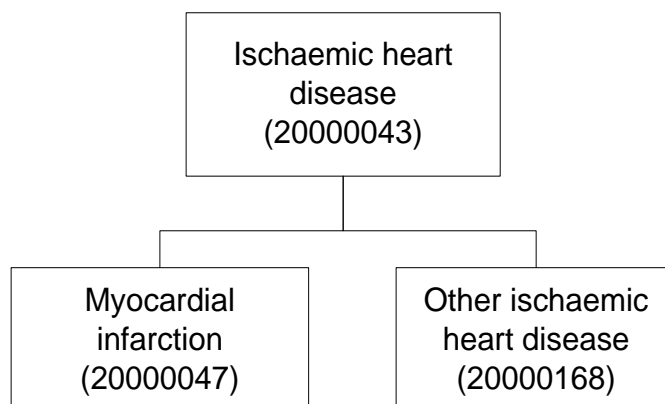 Ischaemic heart
disease
(20000043)
Myocardial
infarction
(20000047)
Other ischaemic
heart disease
(20000168)